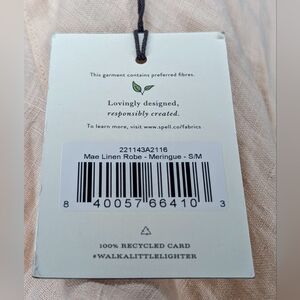 This garment contains preferred fibres.
Lovingly designed,
responsibly created.
To learn more, visit www.spell.co/fabrics
221143A2116
Mae Linen Robe - Meringue - S/M
8 40057 66410 3
100% RECYCLED CARD
#WALKALITTLELIGHTER